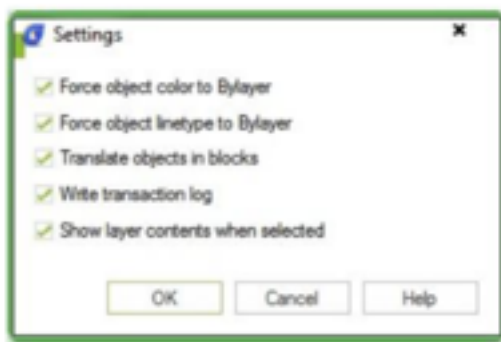 Settings
Force object color to Bylayer
Force object linetype to Bylayer
Translate objects in blocks
Write transaction log
Show layer contents when selected
OK Cancel Help